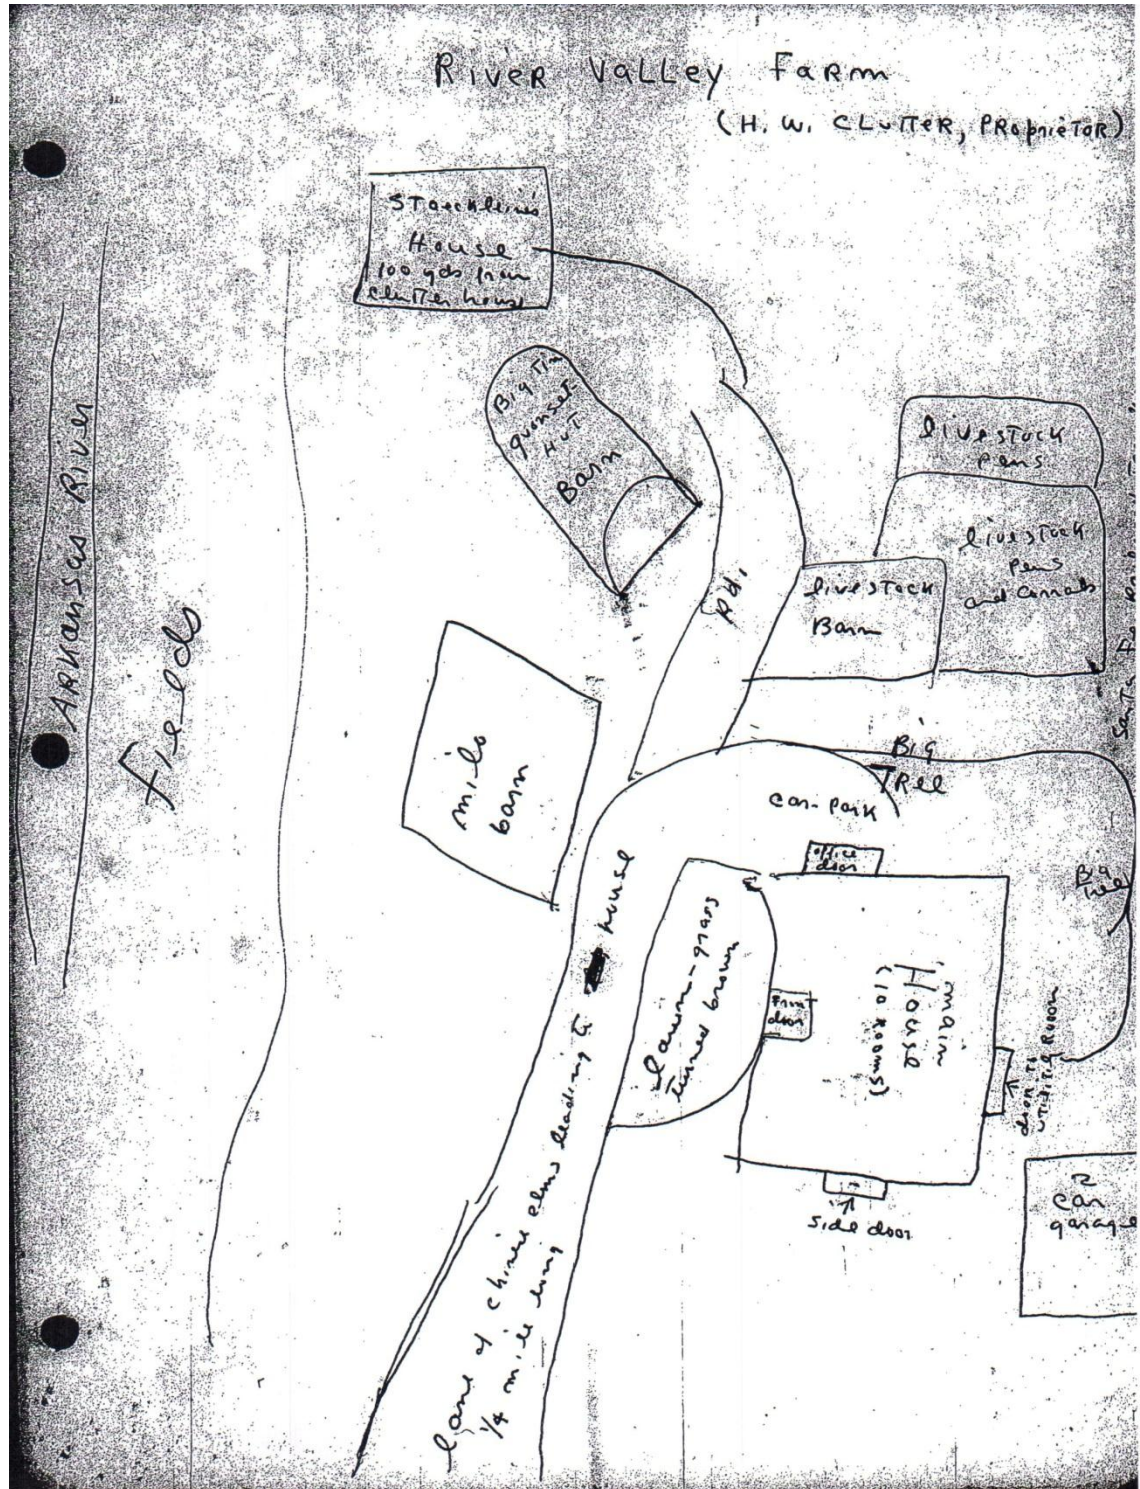 River Valley Farm
(H. W. Clutter, Proprietor)
Stoecklein's
House
100 yds from
Clutter house
Big Tin
quonset-
Hut
Barn
livestock
pens
livestock
pens
and corrals
livestock
Barn
Rd.
Arkansas River
Fields
milo
barn
Big
Tree
car-park
office
door
Big
tree
lawn-grass
turned brown
Front
door
main
House
(10 Rooms)
door to
utility Room
side door
2
car
garage
lane of chinese elms leading to house
1/4 mile long
Santa Fe